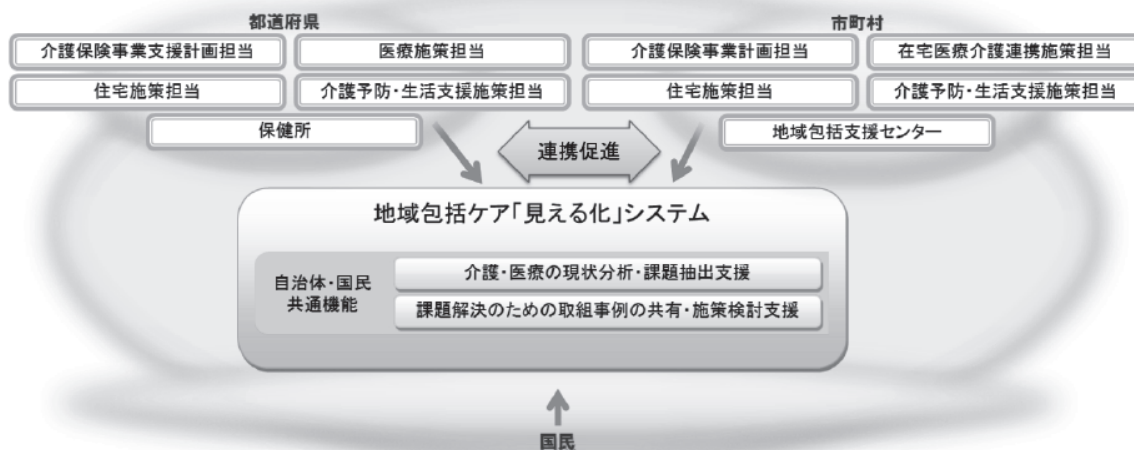 都道府県
介護保険事業支援計画担当
医療施策担当
住宅施策担当
介護予防・生活支援施策担当
保健所
市町村
介護保険事業計画担当
在宅医療介護連携施策担当
住宅施策担当
介護予防・生活支援施策担当
地域包括支援センター
連携促進
地域包括ケア「見える化」システム
自治体・国民
共通機能
介護・医療の現状分析・課題抽出支援
課題解決のための取組事例の共有・施策検討支援
国民